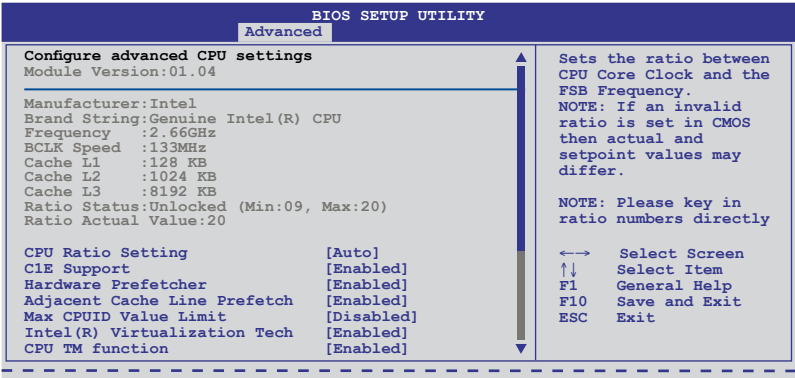 BIOS SETUP UTILITY
Advanced
Configure advanced CPU settings
Module Version:01.04
Manufacturer:Intel
Brand String:Genuine Intel(R) CPU
Frequency :2.66GHz
BCLK Speed :133MHz
Cache L1 :128 KB
Cache L2 :1024 KB
Cache L3 :8192 KB
Ratio Status:Unlocked (Min:09, Max:20)
Ratio Actual Value:20
CPU Ratio Setting [Auto]
C1E Support [Enabled]
Hardware Prefetcher [Enabled]
Adjacent Cache Line Prefetch [Enabled]
Max CPUID Value Limit [Disabled]
Intel(R) Virtualization Tech [Enabled]
CPU TM function [Enabled]
Sets the ratio between
CPU Core Clock and the
FSB Frequency.
NOTE: If an invalid
ratio is set in CMOS
then actual and
setpoint values may
differ.
NOTE: Please key in
ratio numbers directly
←→ Select Screen
↑↓ Select Item
F1 General Help
F10 Save and Exit
ESC Exit